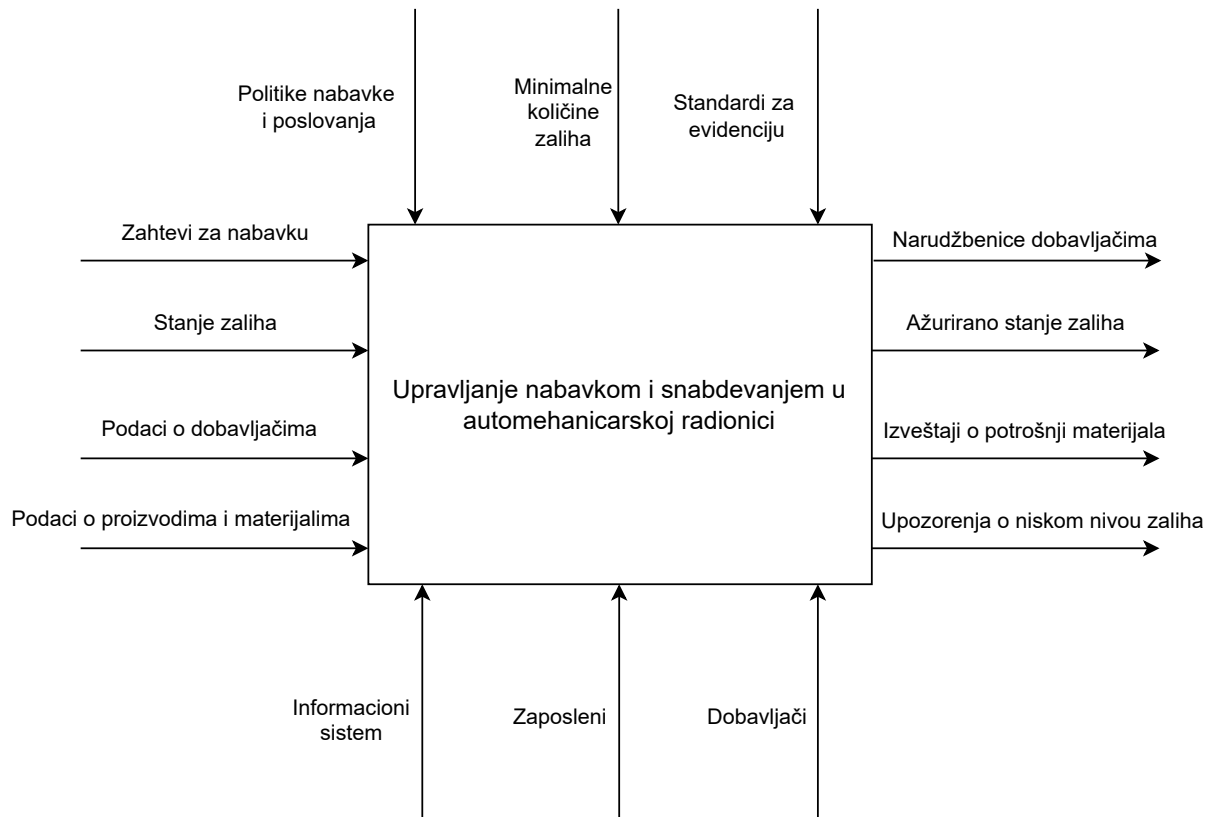 Politike nabavke
i poslovanja
Minimalne
količine
zaliha
Standardi za
evidenciju
Zahtevi za nabavku
Stanje zaliha
Podaci o dobavljačima
Podaci o proizvodima i materijalima
Upravljanje nabavkom i snabdevanjem u
automehanicarskoj radionici
Narudžbenice dobavljačima
Ažurirano stanje zaliha
Izveštaji o potrošnji materijala
Upozorenja o niskom nivou zaliha
Informacioni
sistem
Zaposleni
Dobavljači